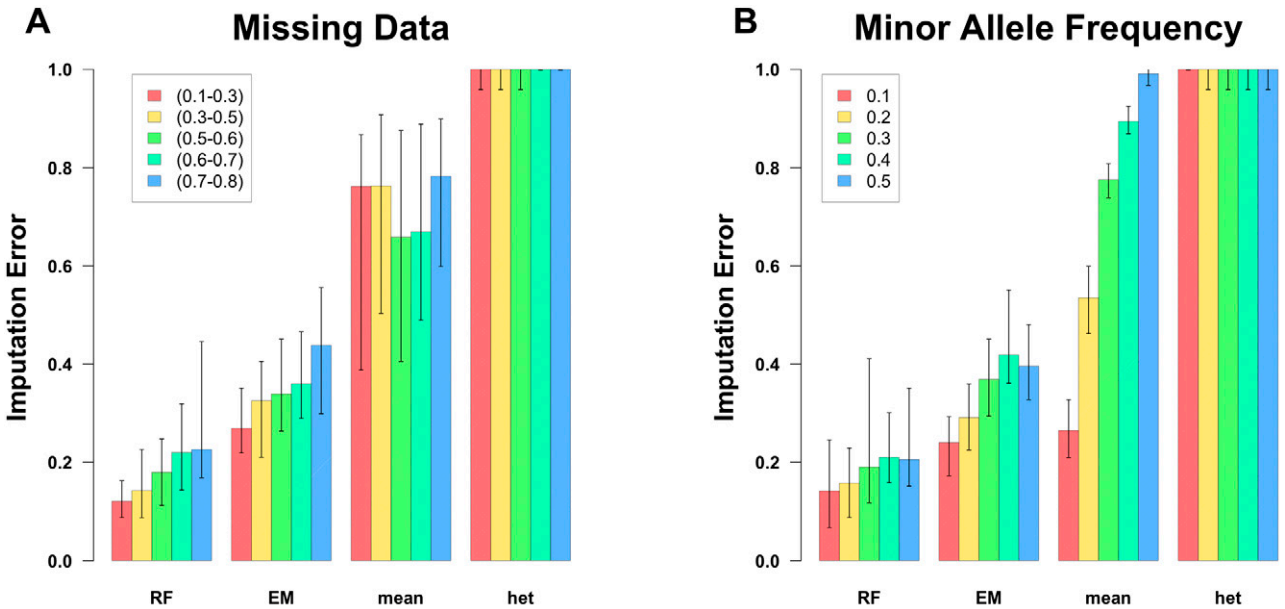 A
Missing Data
Imputation Error
1.0
0.8
0.6
0.4
0.2
0.0
(0.1-0.3)
(0.3-0.5)
(0.5-0.6)
(0.6-0.7)
(0.7-0.8)
RF
EM
mean
het
B
Minor Allele Frequency
Imputation Error
1.0
0.8
0.6
0.4
0.2
0.0
0.1
0.2
0.3
0.4
0.5
RF
EM
mean
het